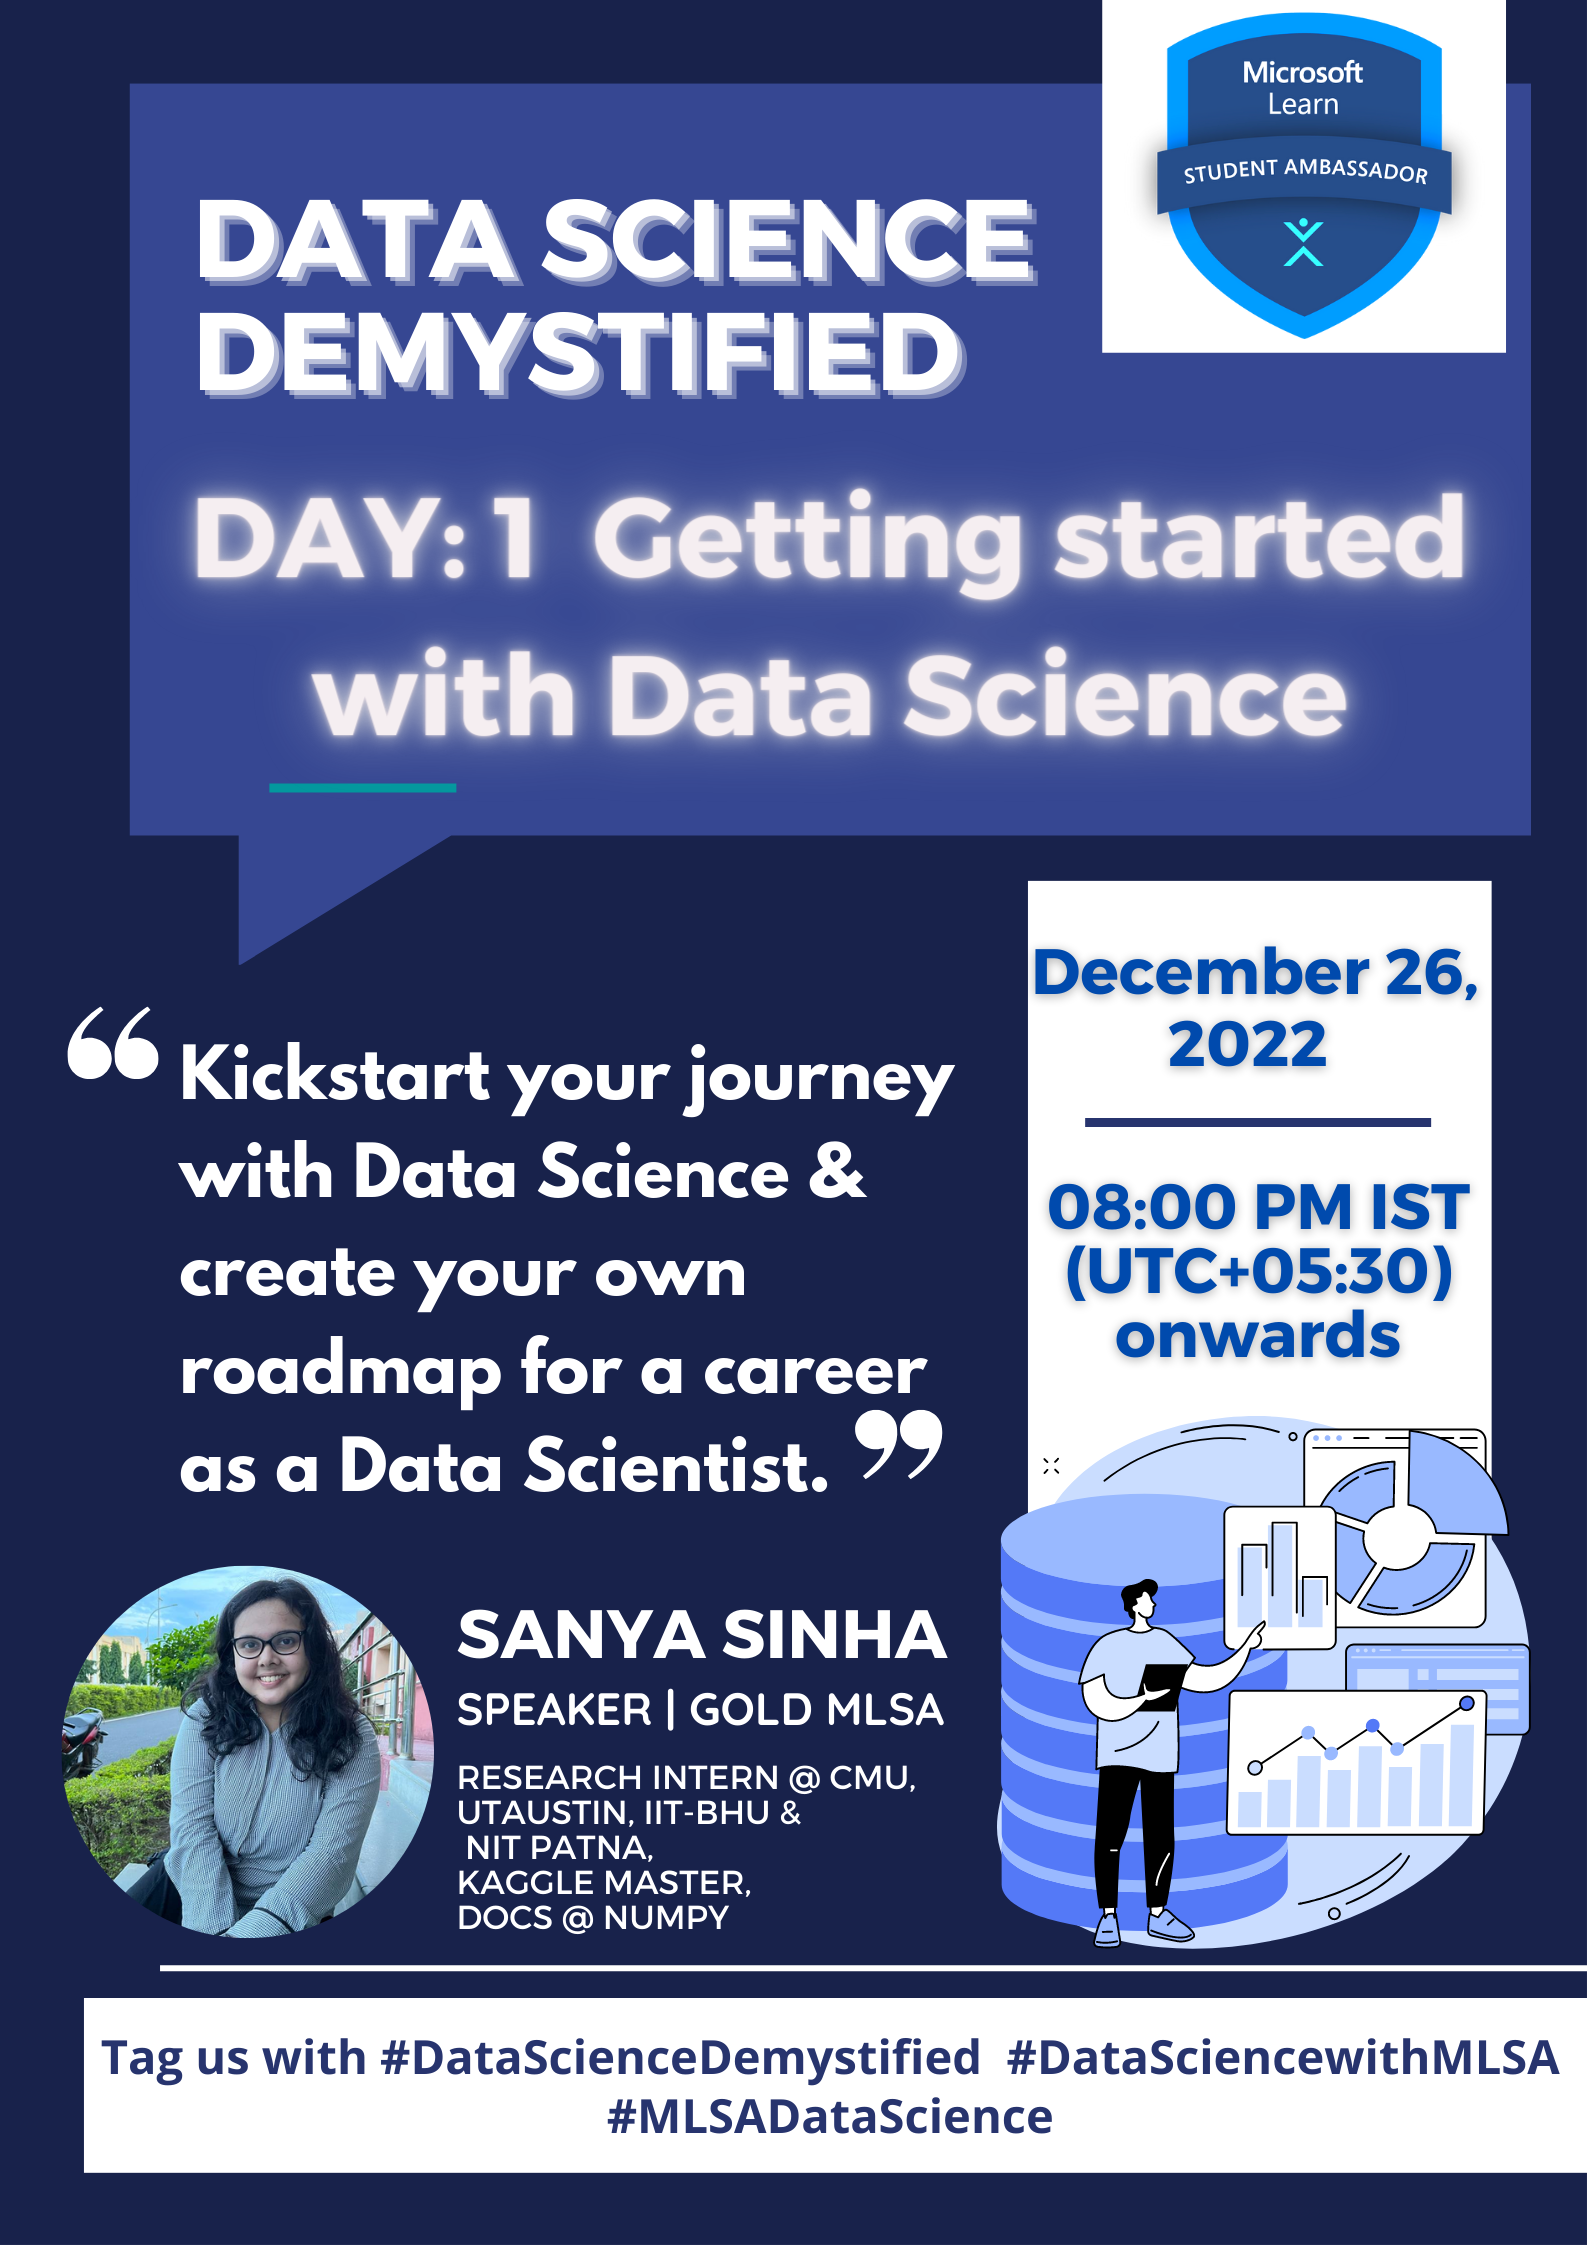 Microsoft
Learn
STUDENT AMBASSADOR
DATA SCIENCE
DEMYSTIFIED
DAY: 1 Getting started
with Data Science
December 26,
2022
08:00 PM IST
(UTC+05:30)
onwards
“Kickstart your journey
with Data Science &
create your own
roadmap for a career
as a Data Scientist.”
SANYA SINHA
SPEAKER | GOLD MLSA
RESEARCH INTERN @ CMU,
UTAUSTIN, IIT-BHU &
NIT PATNA,
KAGGLE MASTER,
DOCS @ NUMPY
Tag us with #DataScienceDemystified #DataSciencewithMLSA
#MLSADataScience